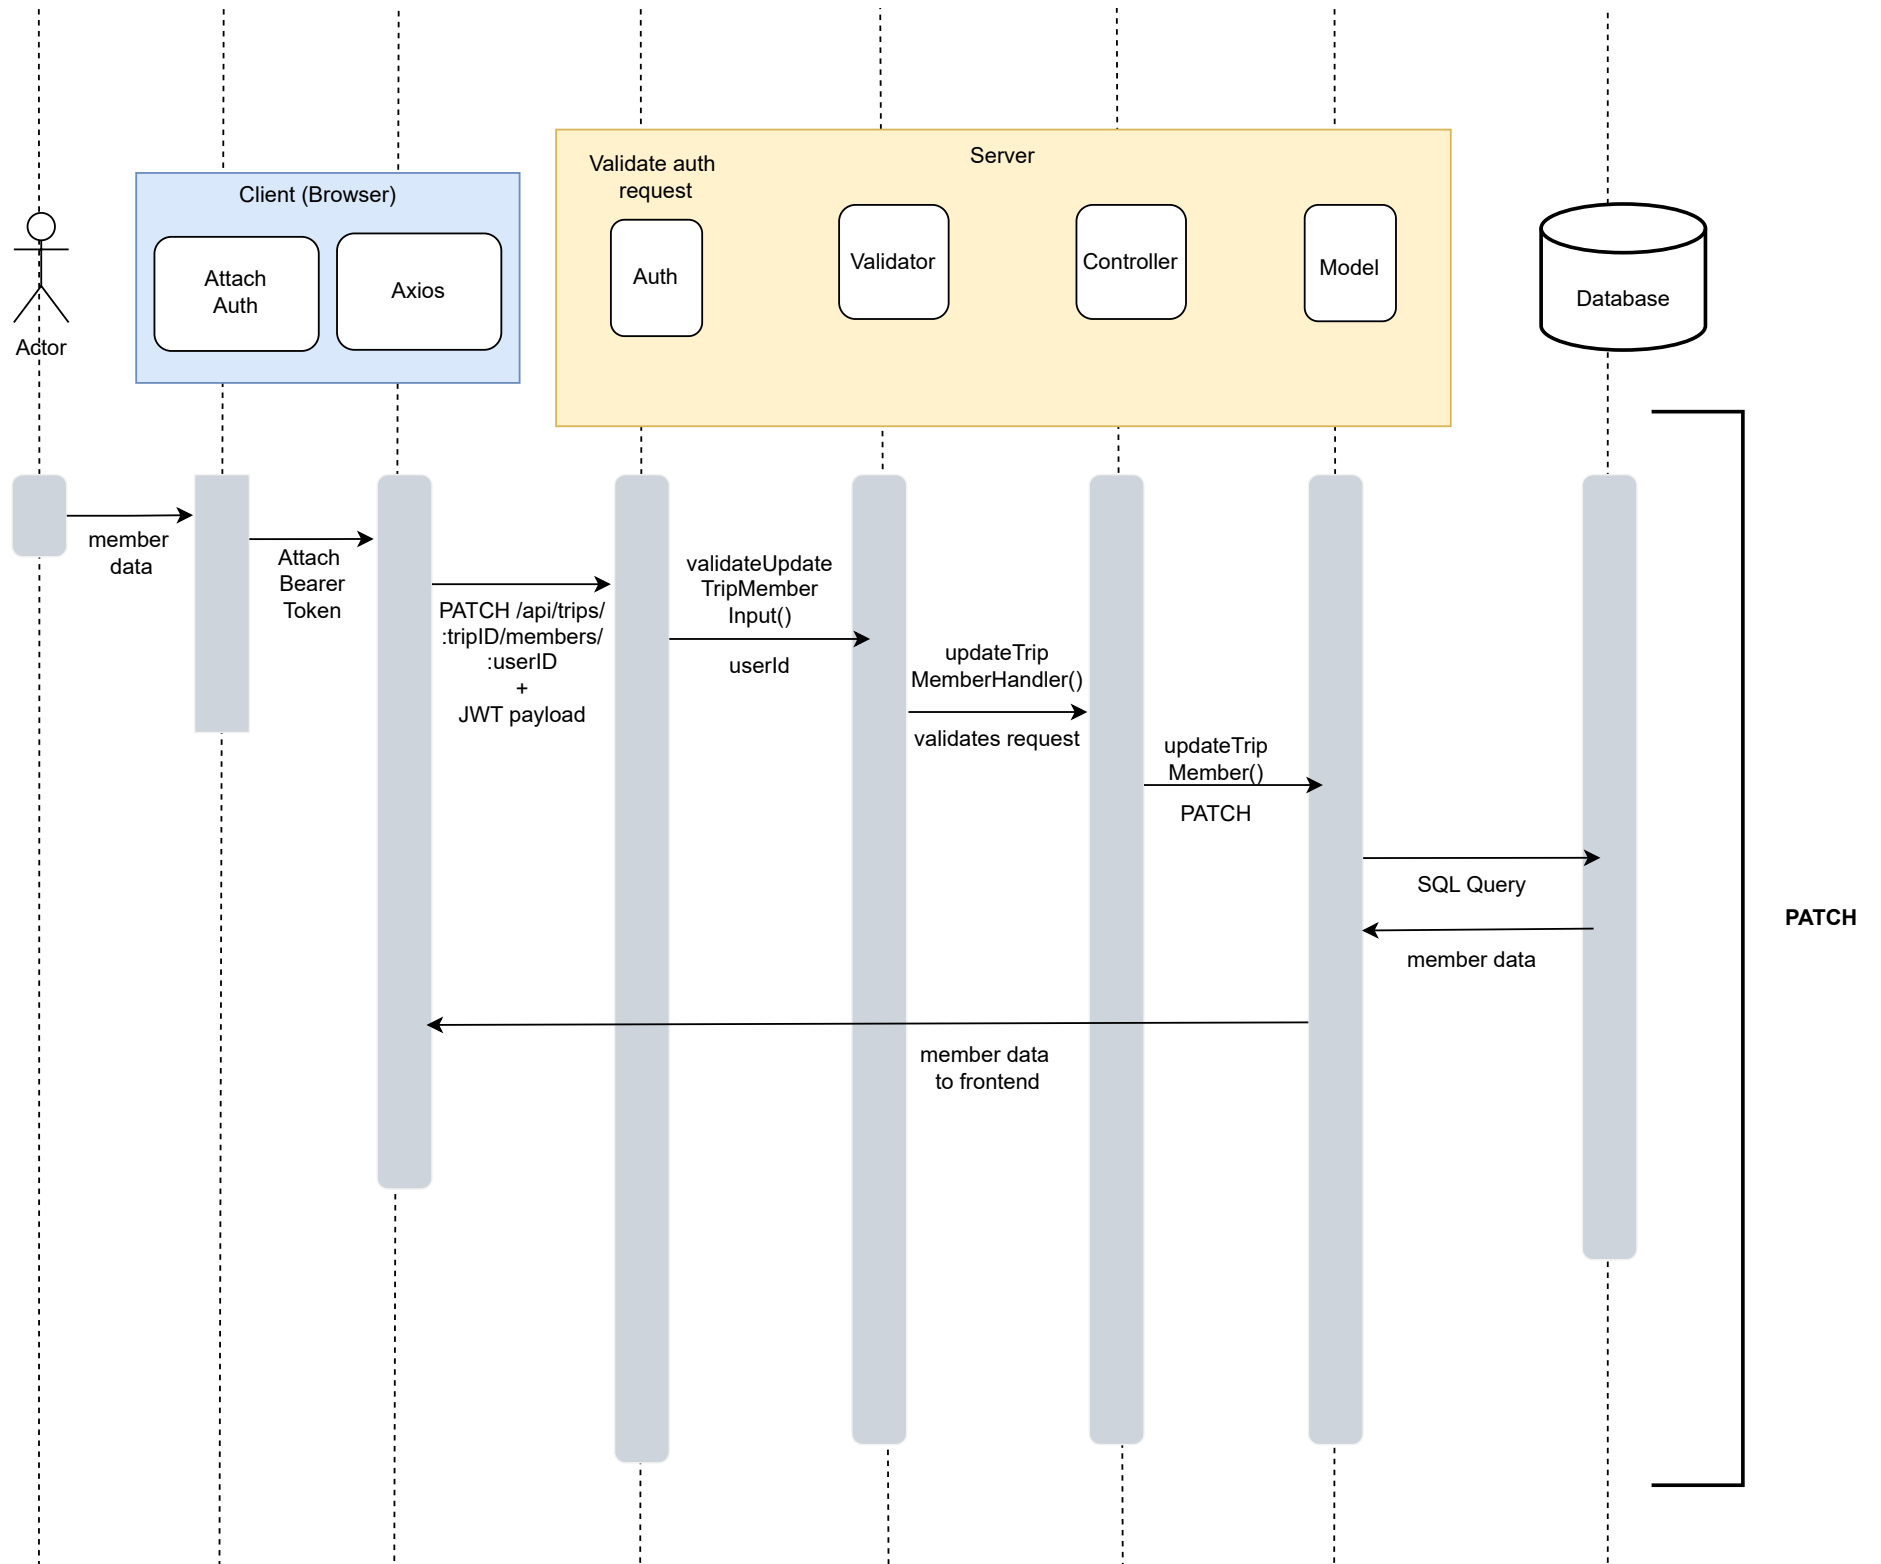 Client (Browser)
Attach
Auth
Axios
Actor
Server
Validate auth
request
Auth
Validator
Controller
Model
Database
member
data
Attach
Bearer
Token
PATCH /api/trips/
:tripID/members/
:userID
+
JWT payload
validateUpdate
TripMember
Input()
userId
updateTrip
MemberHandler()
validates request
updateTrip
Member()
PATCH
SQL Query
member data
member data
to frontend
PATCH